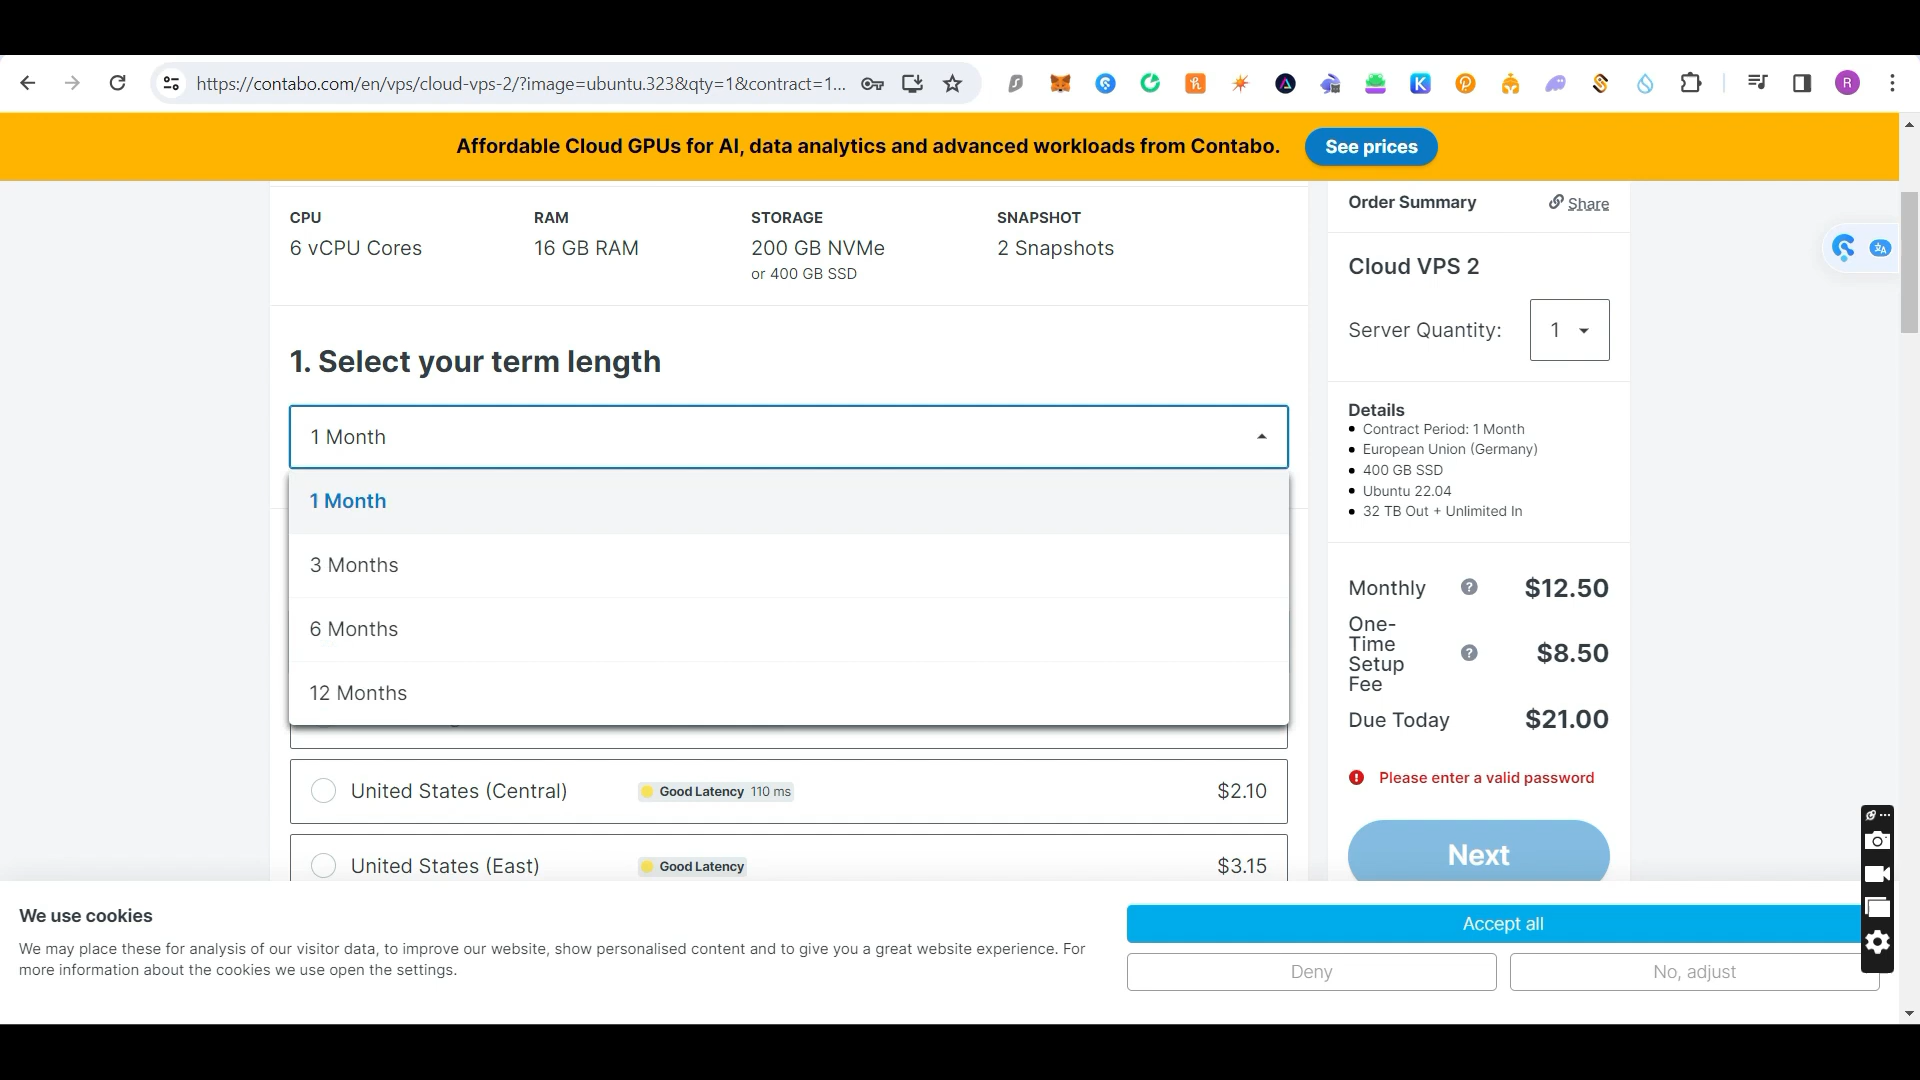 https://contabo.com/en/vps/cloud-vps-2/?image=ubuntu.323&qty=1&contract=1...
Affordable Cloud GPUs for AI, data analytics and advanced workloads from Contabo.
See prices
CPU
6 vCPU Cores
RAM
16 GB RAM
STORAGE
200 GB NVMe
or 400 GB SSD
SNAPSHOT
2 Snapshots
1. Select your term length
1 Month
1 Month
3 Months
6 Months
12 Months
United States (Central)
Good Latency 110 ms
$2.10
United States (East)
Good Latency
$3.15
Order Summary
Share
Cloud VPS 2
Server Quantity:
1
Details
Contract Period: 1 Month
European Union (Germany)
400 GB SSD
Ubuntu 22.04
32 TB Out + Unlimited In
Monthly
$12.50
One-
Time
Setup
Fee
$8.50
Due Today
$21.00
Please enter a valid password
Next
We use cookies
We may place these for analysis of our visitor data, to improve our website, show personalised content and to give you a great website experience. For
more information about the cookies we use open the settings.
Accept all
Deny
No, adjust
R